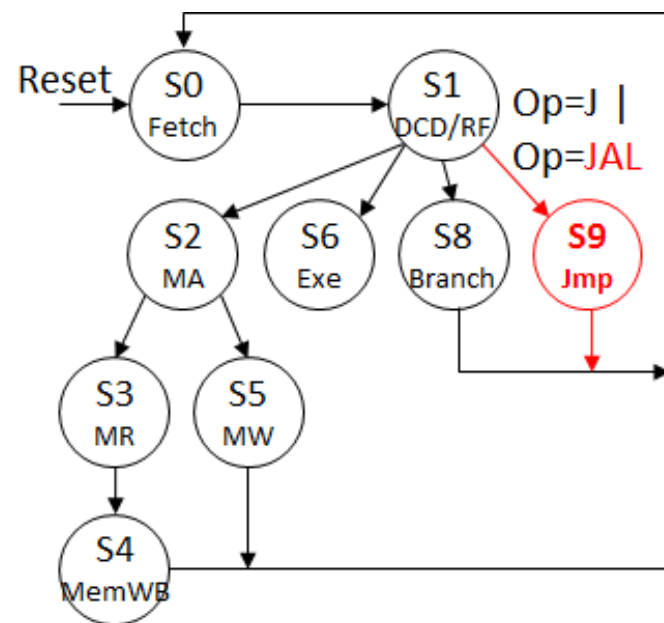 Reset
S0
Fetch
S1
DCD/RF
Op=J |
Op=JAL
S2
MA
S6
Exe
S8
Branch
S9
Jmp
S3
MR
S5
MW
S4
MemWB